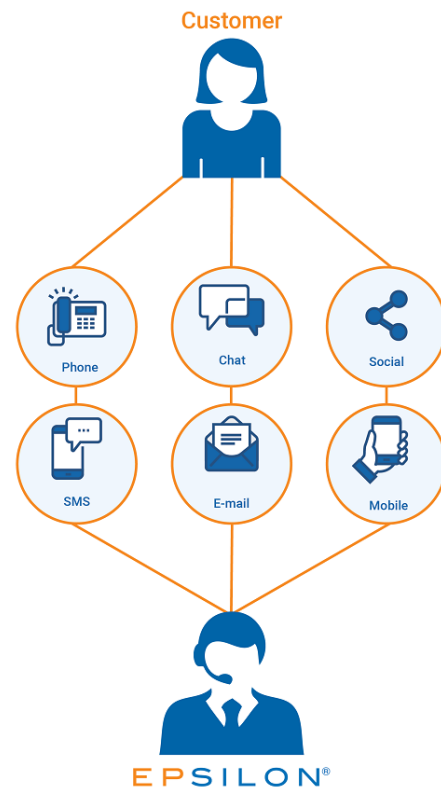 Customer
Phone
Chat
Social
SMS
E-mail
Mobile
EPSILON®